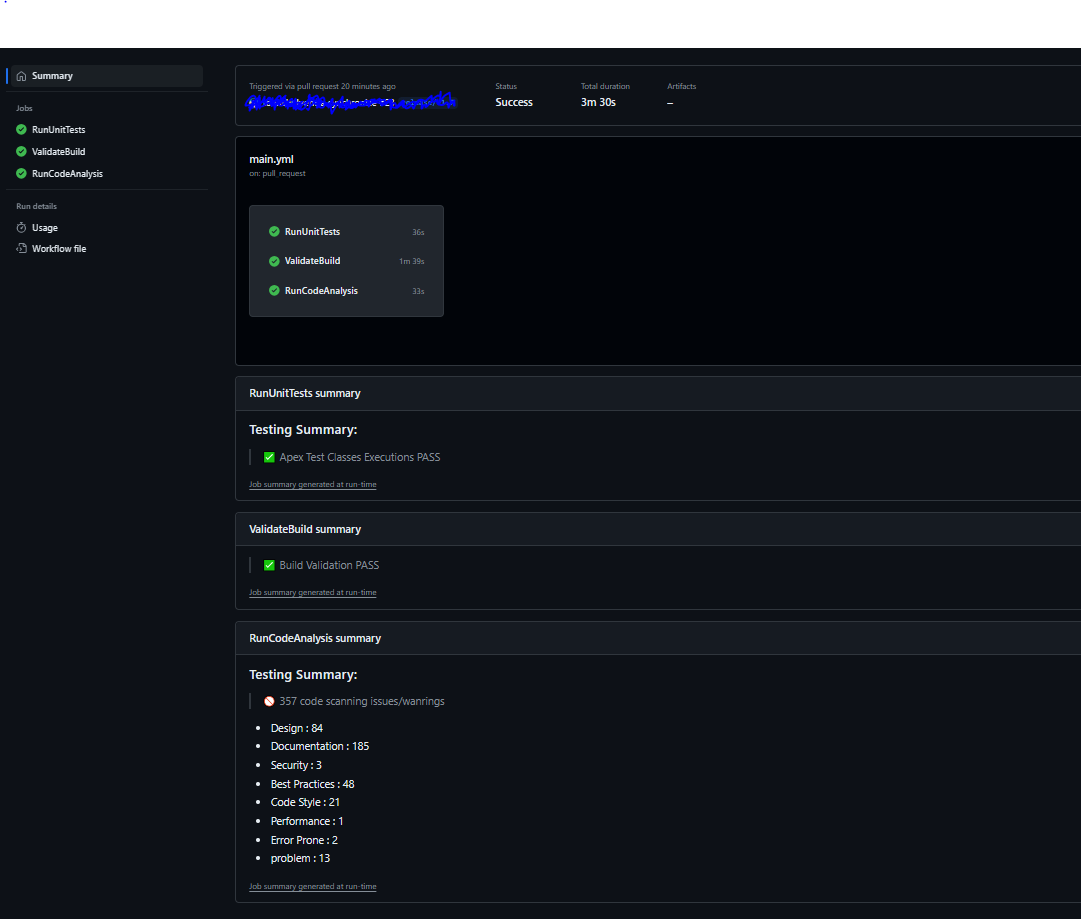 Summary
Jobs
RunUnitTests
ValidateBuild
RunCodeAnalysis
Run details
Usage
Workflow file
Triggered via pull request 20 minutes ago
Status
Success
Total duration
3m 30s
Artifacts
–
main.yml
on: pull_request
RunUnitTests 36s
ValidateBuild 1m 39s
RunCodeAnalysis 33s
RunUnitTests summary
Testing Summary:
✅ Apex Test Classes Executions PASS
Job summary generated at run-time
ValidateBuild summary
✅ Build Validation PASS
Job summary generated at run-time
RunCodeAnalysis summary
Testing Summary:
🚫 357 code scanning issues/wanrings
• Design : 84
• Documentation : 185
• Security : 3
• Best Practices : 48
• Code Style : 21
• Performance : 1
• Error Prone : 2
• problem : 13
Job summary generated at run-time